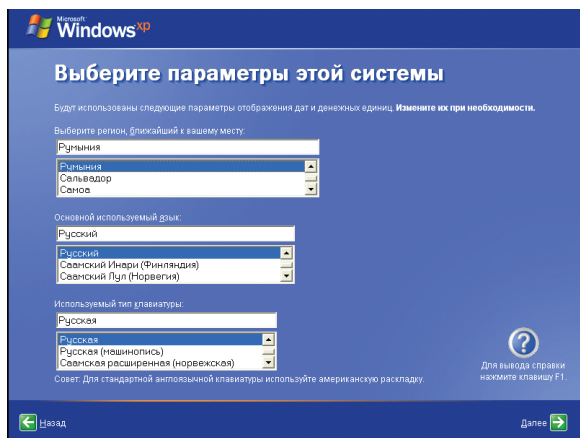 Microsoft
Windows xp
Выберите параметры этой системы
Будут использованы следующие параметры отображения дат и денежных единиц. Измените их при необходимости.
Выберите регион, ближайший к вашему месту:
Румыния
Румыния
Сальвадор
Самоа
Основной используемый язык:
Русский
Русский
Саамский Инари (Финляндия)
Саамский Лул (Норвегия)
Используемый тип клавиатуры:
Русская
Русская
Русская (машинопись)
Саамская расширенная (норвежская)
Совет: Для стандартной англоязычной клавиатуры используйте американскую раскладку.
Для вывода справки
нажмите клавишу F1.
Назад
Далее